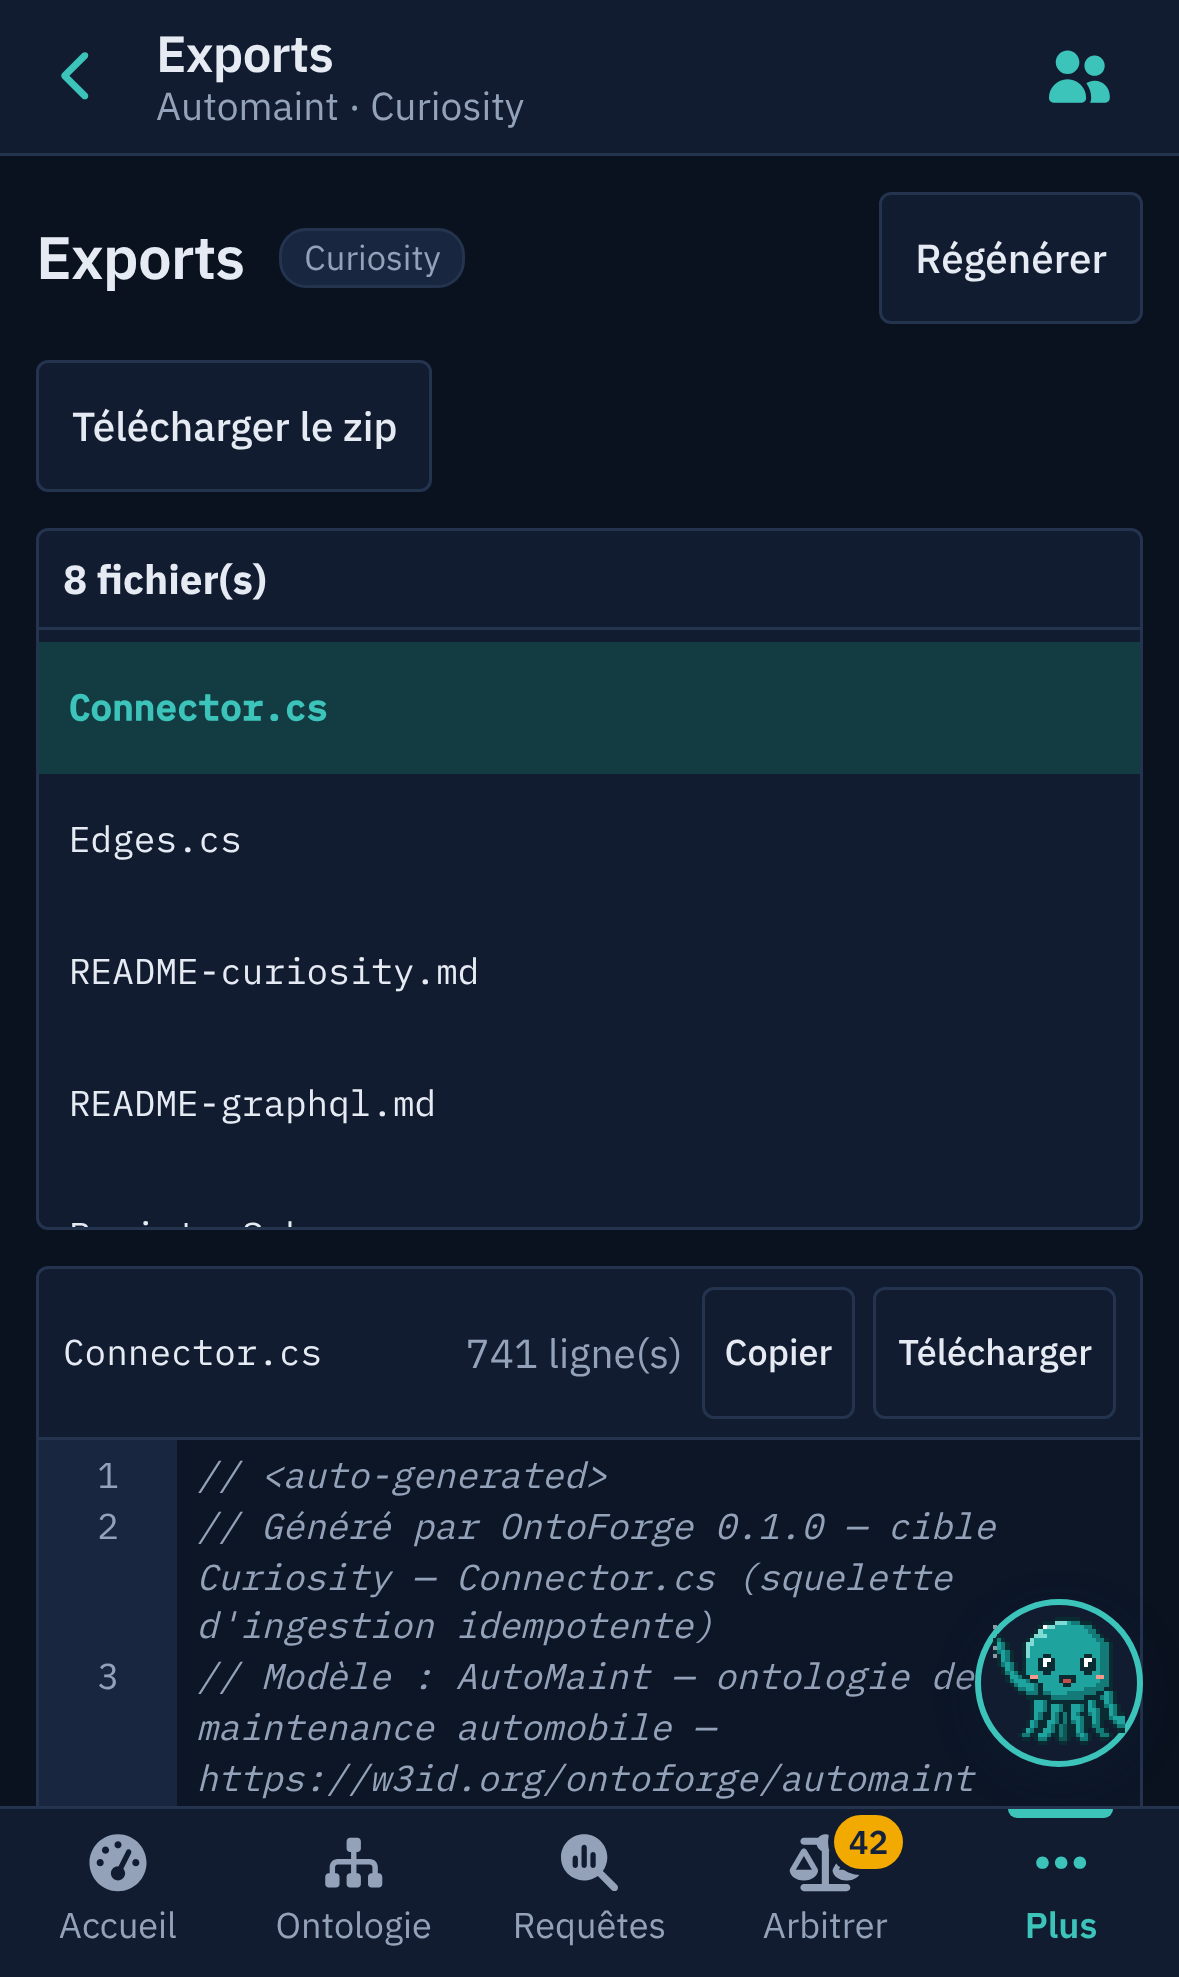 Exports
Automaint · Curiosity
Exports
Curiosity
Régénérer
Télécharger le zip
8 fichier(s)
Connector.cs
Edges.cs
README-curiosity.md
README-graphql.md
Connector.cs
741 ligne(s)
Copier
Télécharger
1 // <auto-generated>
2 // Généré par OntoForge 0.1.0 — cible
Curiosity — Connector.cs (squelette
d'ingestion idempotente)
3 // Modèle : AutoMaint — ontologie de
maintenance automobile —
https://w3id.org/ontoforge/automaint
42
Accueil
Ontologie
Requêtes
Arbitrer
Plus